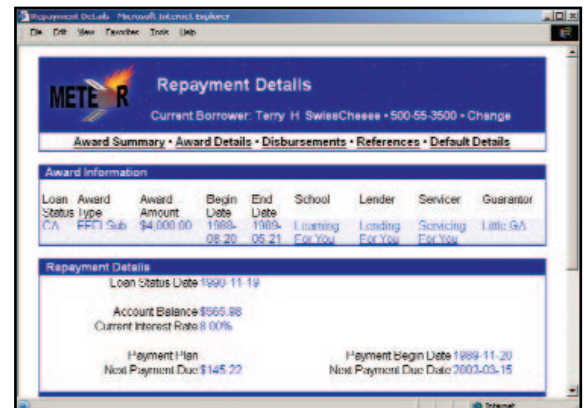 Repayment Details - Microsoft Internet Explorer
File Edit View Favorites Tools Help
METEOR
Repayment Details
Current Borrower: Terry H SwissCheese • 500-55-3500 • Change
Award Summary • Award Details • Disbursements • References • Default Details
Award Information
Loan Status Award Type Award Amount Begin Date End Date School Lender Servicer Guarantor
CA FFEL Sub $4,000.00 1988-08-20 1989-05-21 Learning For You Lending For You Servicing For You Little GA
Repayment Details
Loan Status Date 1990-11-19
Account Balance $565.98
Current Interest Rate 8.00%
Payment Plan Payment Begin Date 1989-11-20
Next Payment Due $145.22 Next Payment Due Date 2003-03-15
Internet